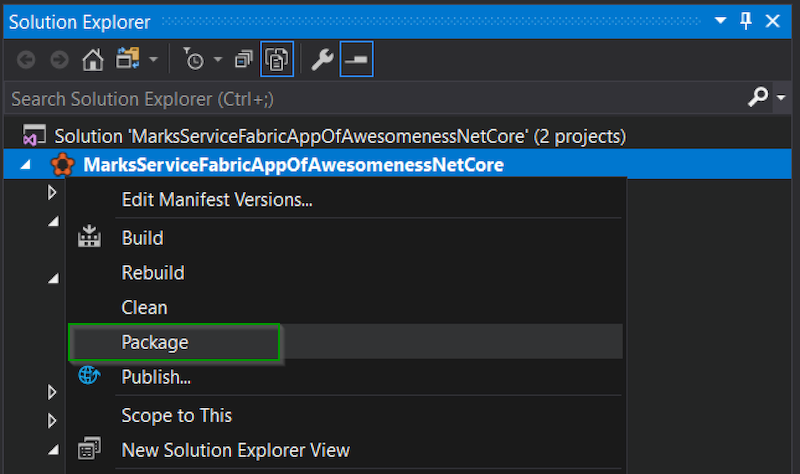 Solution Explorer
Search Solution Explorer (Ctrl+;)
Solution 'MarksServiceFabricAppOfAwesomenessNetCore' (2 projects)
MarksServiceFabricAppOfAwesomenessNetCore
Edit Manifest Versions...
Build
Rebuild
Clean
Package
Publish...
Scope to This
New Solution Explorer View